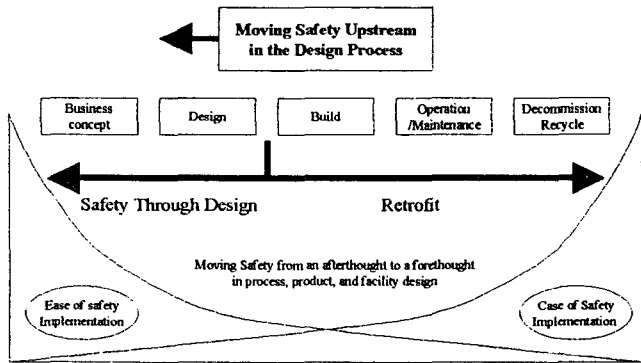 Moving Safety Upstream
in the Design Process
Business
concept
Design
Build
Operation
/Maintenance
Decommission
Recycle
Safety Through Design
Retrofit
Moving Safety from an afterthought to a forethought
in process, product, and facility design
Ease of safety
Implementation
Case of Safety
Implementation